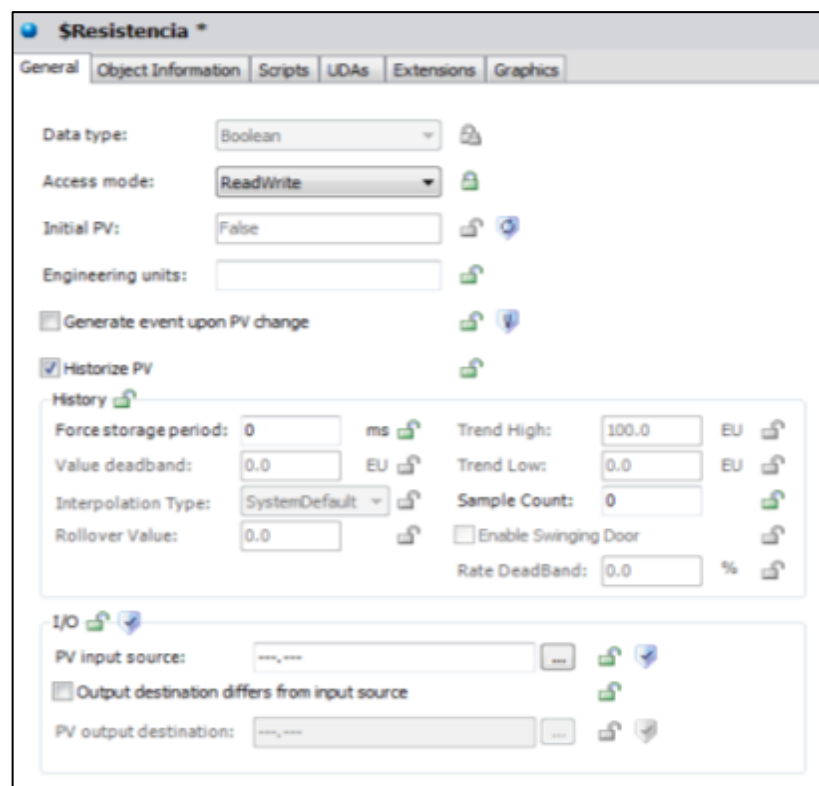 $Resistencia *
General Object Information Scripts UDAs Extensions Graphics
Data type: Boolean
Access mode: ReadWrite
Initial PV: False
Engineering units:
Generate event upon PV change
Historize PV
History
Force storage period: 0 ms Trend High: 100.0 EU
Value deadband: 0.0 EU Trend Low: 0.0 EU
Interpolation Type: SystemDefault Sample Count: 0
Rollover Value: 0.0 Enable Swinging Door
Rate DeadBand: 0.0 %
I/O
PV input source: ---.--- ...
Output destination differs from input source
PV output destination: ---.--- ...